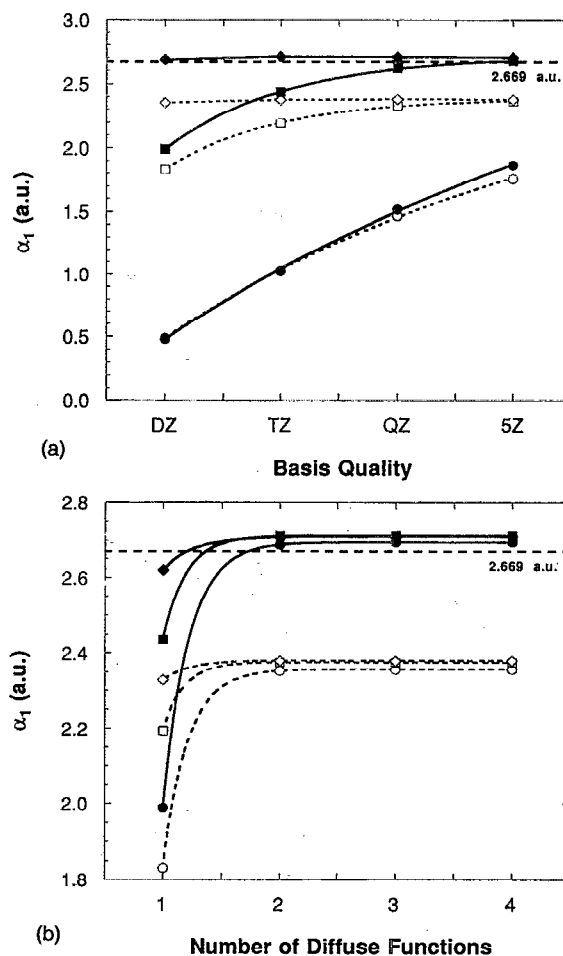 3.0
2.5
2.0
1.5
1.0
0.5
0.0
α₁ (a.u.)
2.669 a.u.
DZ TZ QZ 5Z
(a)
Basis Quality
2.8
2.6
2.4
2.2
2.0
1.8
α₁ (a.u.)
2.669 a.u.
1 2 3 4
(b)
Number of Diffuse Functions